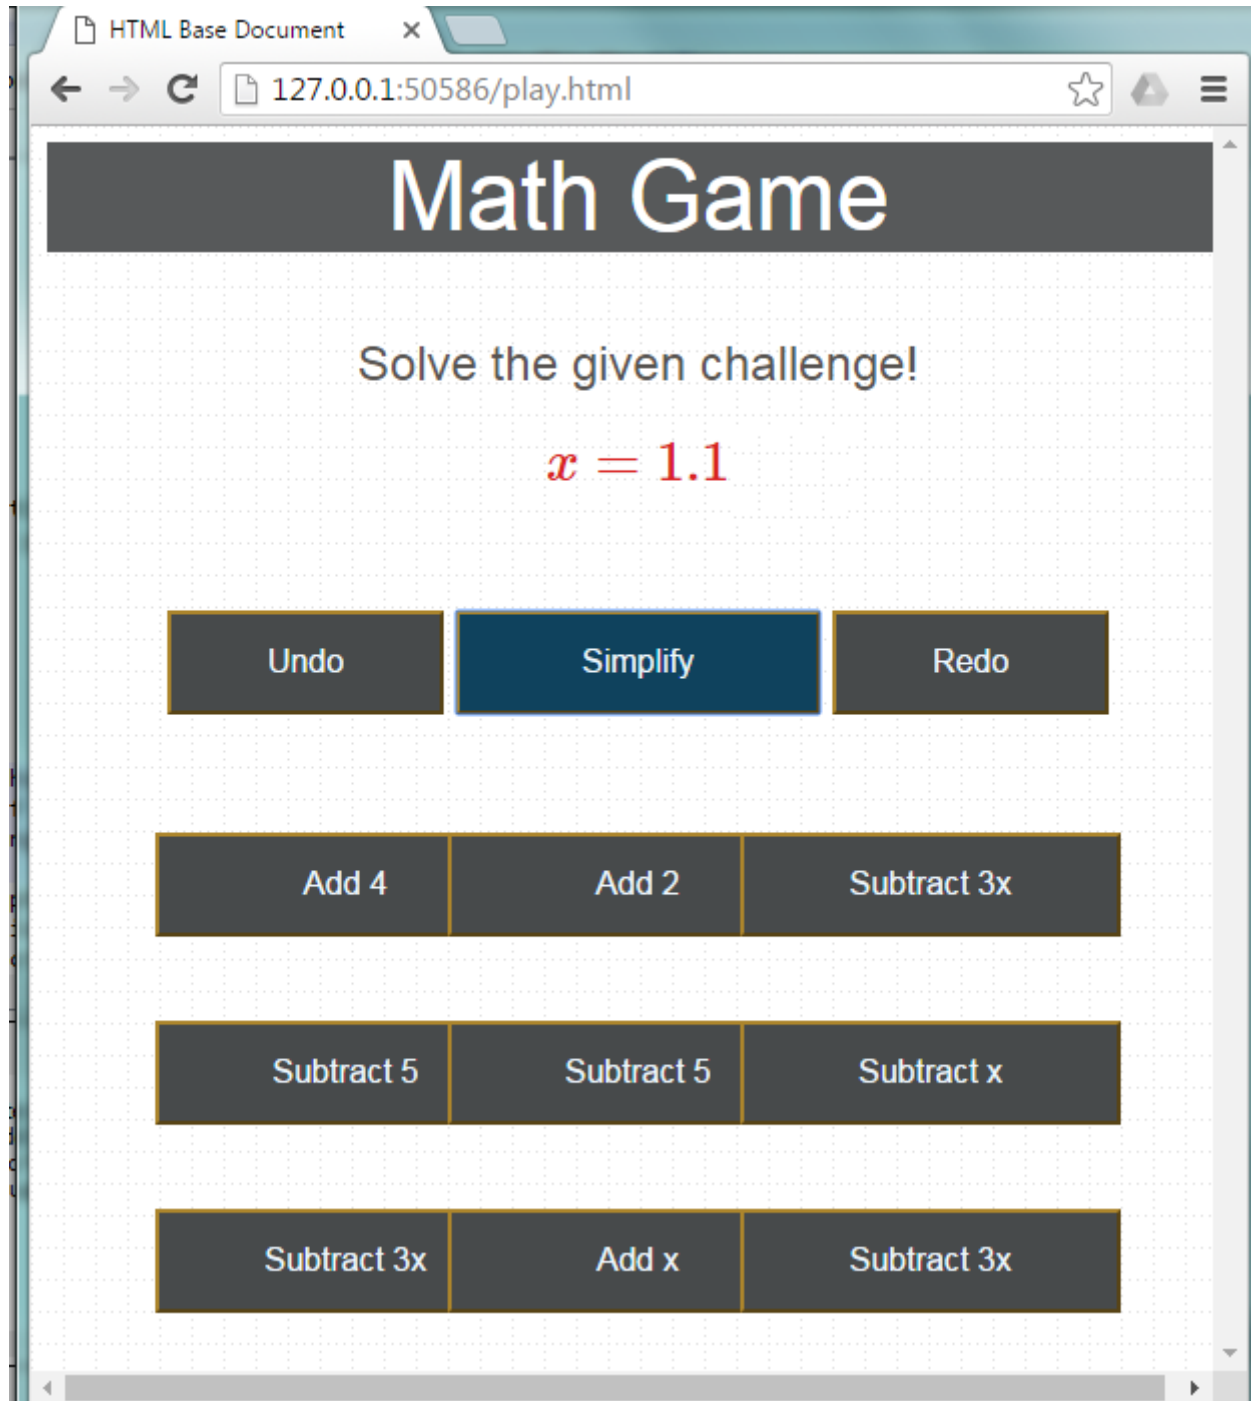 HTML Base Document
127.0.0.1:50586/play.html
Math Game
Solve the given challenge!
x = 1.1
Undo Simplify Redo
Add 4 Add 2 Subtract 3x
Subtract 5 Subtract 5 Subtract x
Subtract 3x Add x Subtract 3x